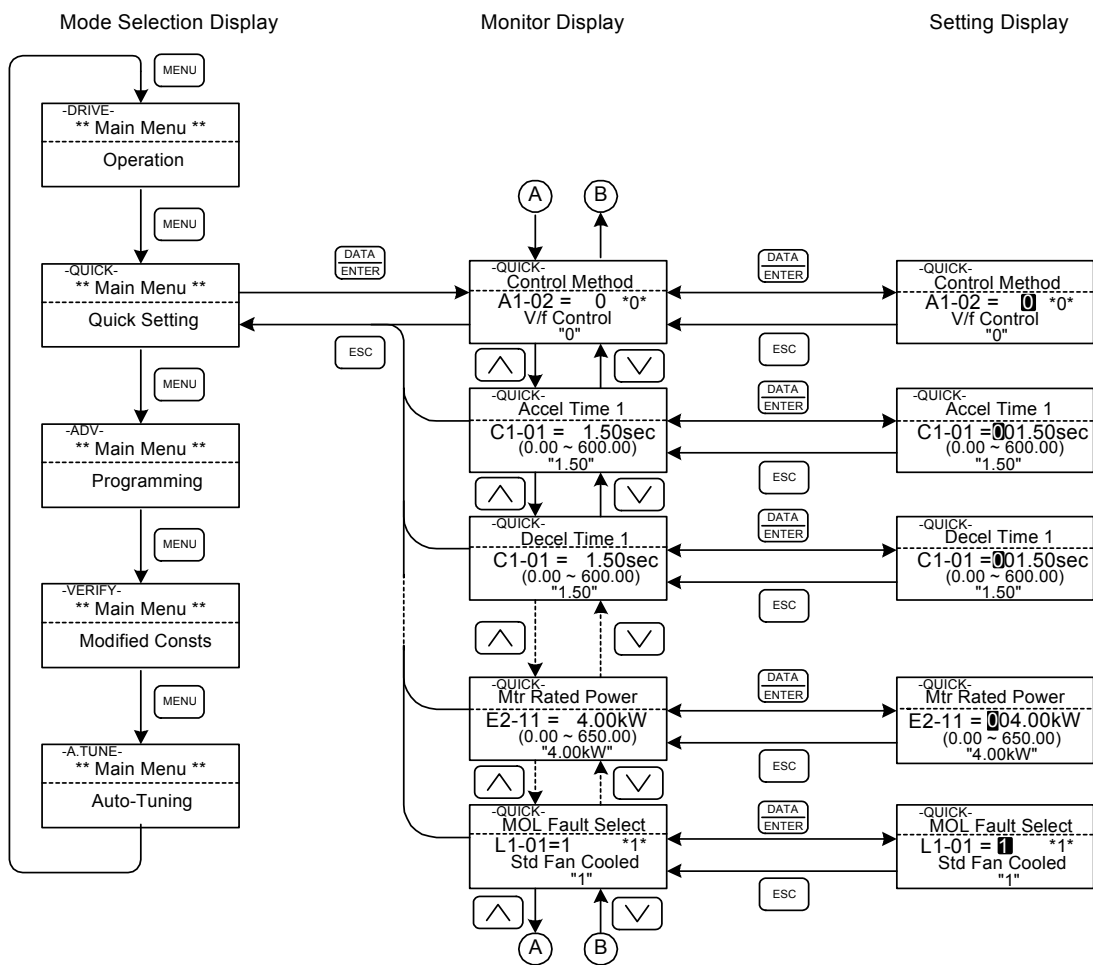 Mode Selection Display
Monitor Display
Setting Display
MENU
-DRIVE-
** Main Menu **
Operation
MENU
-QUICK-
** Main Menu **
Quick Setting
MENU
-ADV-
** Main Menu **
Programming
MENU
-VERIFY-
** Main Menu **
Modified Consts
MENU
-A.TUNE-
** Main Menu **
Auto-Tuning
DATA
ENTER
ESC
A
B
-QUICK-
Control Method
A1-02 = 0 *0*
V/f Control
"0"
DATA
ENTER
ESC
-QUICK-
Control Method
A1-02 = 0 *0*
V/f Control
"0"
-QUICK-
Accel Time 1
C1-01 = 1.50sec
(0.00 ~ 600.00)
"1.50"
DATA
ENTER
ESC
-QUICK-
Accel Time 1
C1-01 =001.50sec
(0.00 ~ 600.00)
"1.50"
-QUICK-
Decel Time 1
C1-01 = 1.50sec
(0.00 ~ 600.00)
"1.50"
DATA
ENTER
ESC
-QUICK-
Decel Time 1
C1-01 =001.50sec
(0.00 ~ 600.00)
"1.50"
-QUICK-
Mtr Rated Power
E2-11 = 4.00kW
(0.00 ~ 650.00)
"4.00kW"
DATA
ENTER
ESC
-QUICK-
Mtr Rated Power
E2-11 = 004.00kW
(0.00 ~ 650.00)
"4.00kW"
-QUICK-
MOL Fault Select
L1-01=1 *1*
Std Fan Cooled
"1"
DATA
ENTER
ESC
-QUICK-
MOL Fault Select
L1-01 = 1 *1*
Std Fan Cooled
"1"
A
B